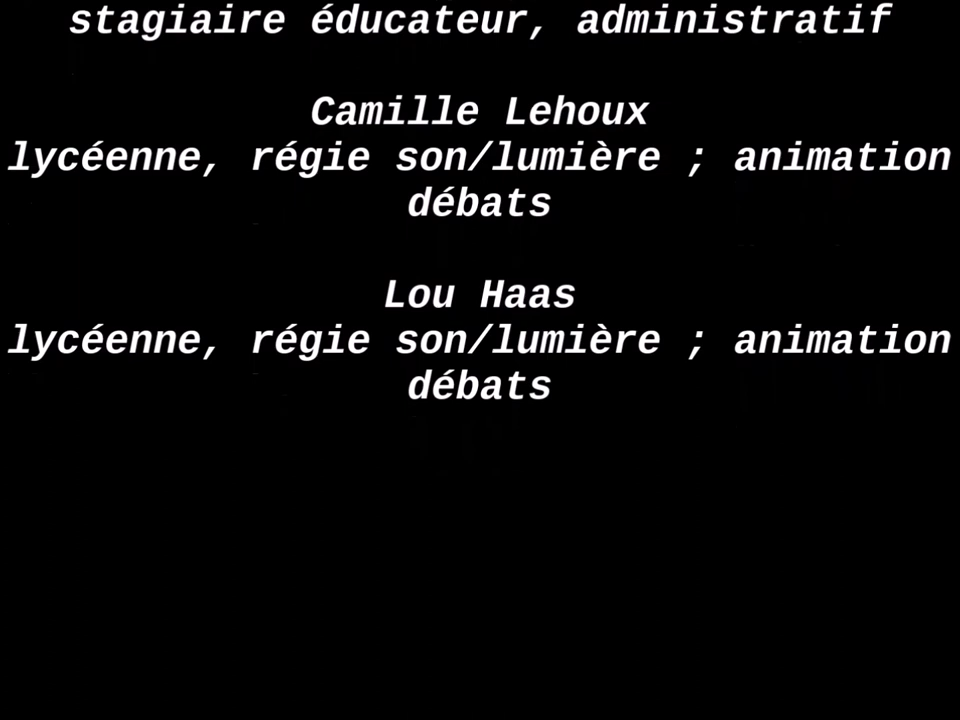 stagiaire éducateur, administratif
Camille Lehoux
lycéenne, régie son/lumière ; animation
débats
Lou Haas
lycéenne, régie son/lumière ; animation
débats